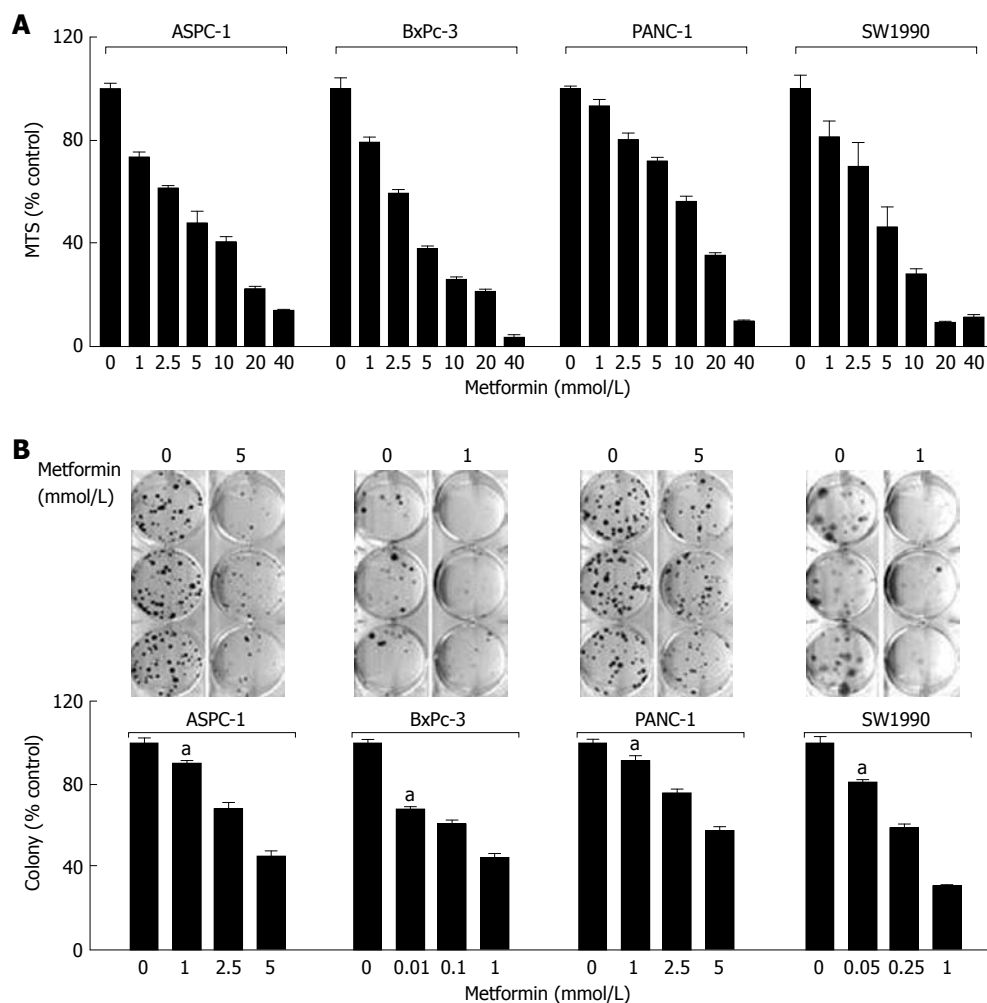 A
120
ASPC-1 BxPc-3 PANC-1 SW1990
MTS (% control)
80
40
0
0 1 2.5 5 10 20 40 0 1 2.5 5 10 20 40 0 1 2.5 5 10 20 40 0 1 2.5 5 10 20 40
Metformin (mmol/L)
B
0 5 0 1 0 5 0 1
Metformin
(mmol/L)
120
ASPC-1 BxPc-3 PANC-1 SW1990
a a a a
Colony (% control)
80
40
0
0 1 2.5 5 0 0.01 0.1 1 0 1 2.5 5 0 0.05 0.25 1
Metformin (mmol/L)